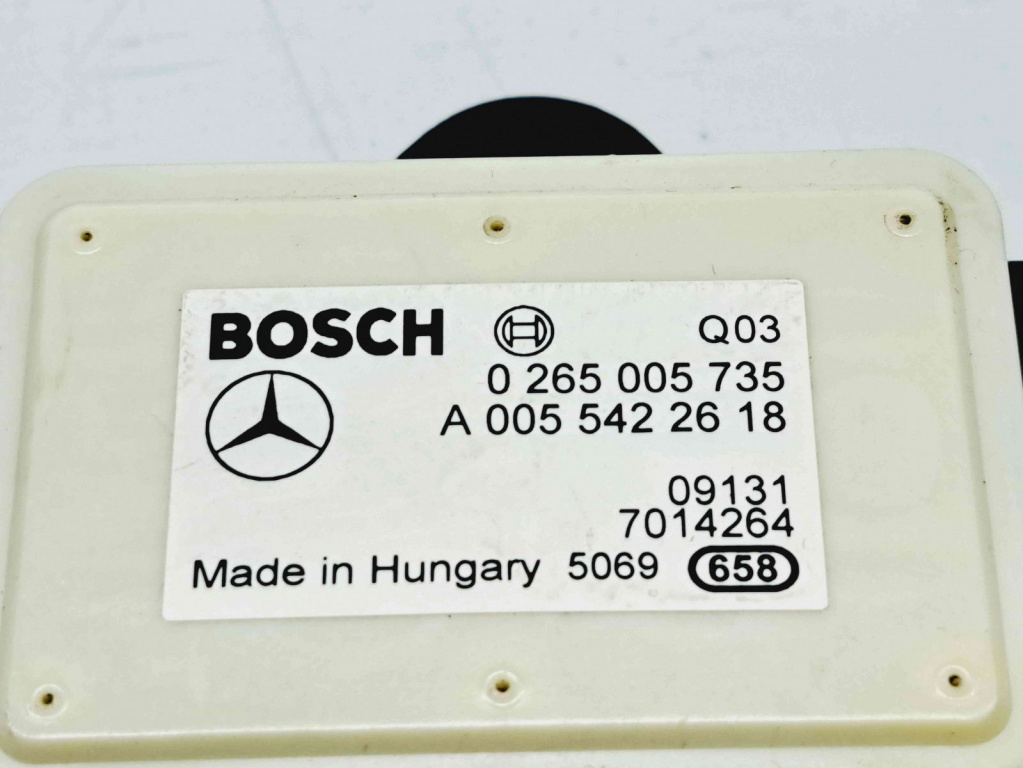 BOSCH Q03
0 265 005 735
A 005 542 26 18
09131
7014264
Made in Hungary 5069 658